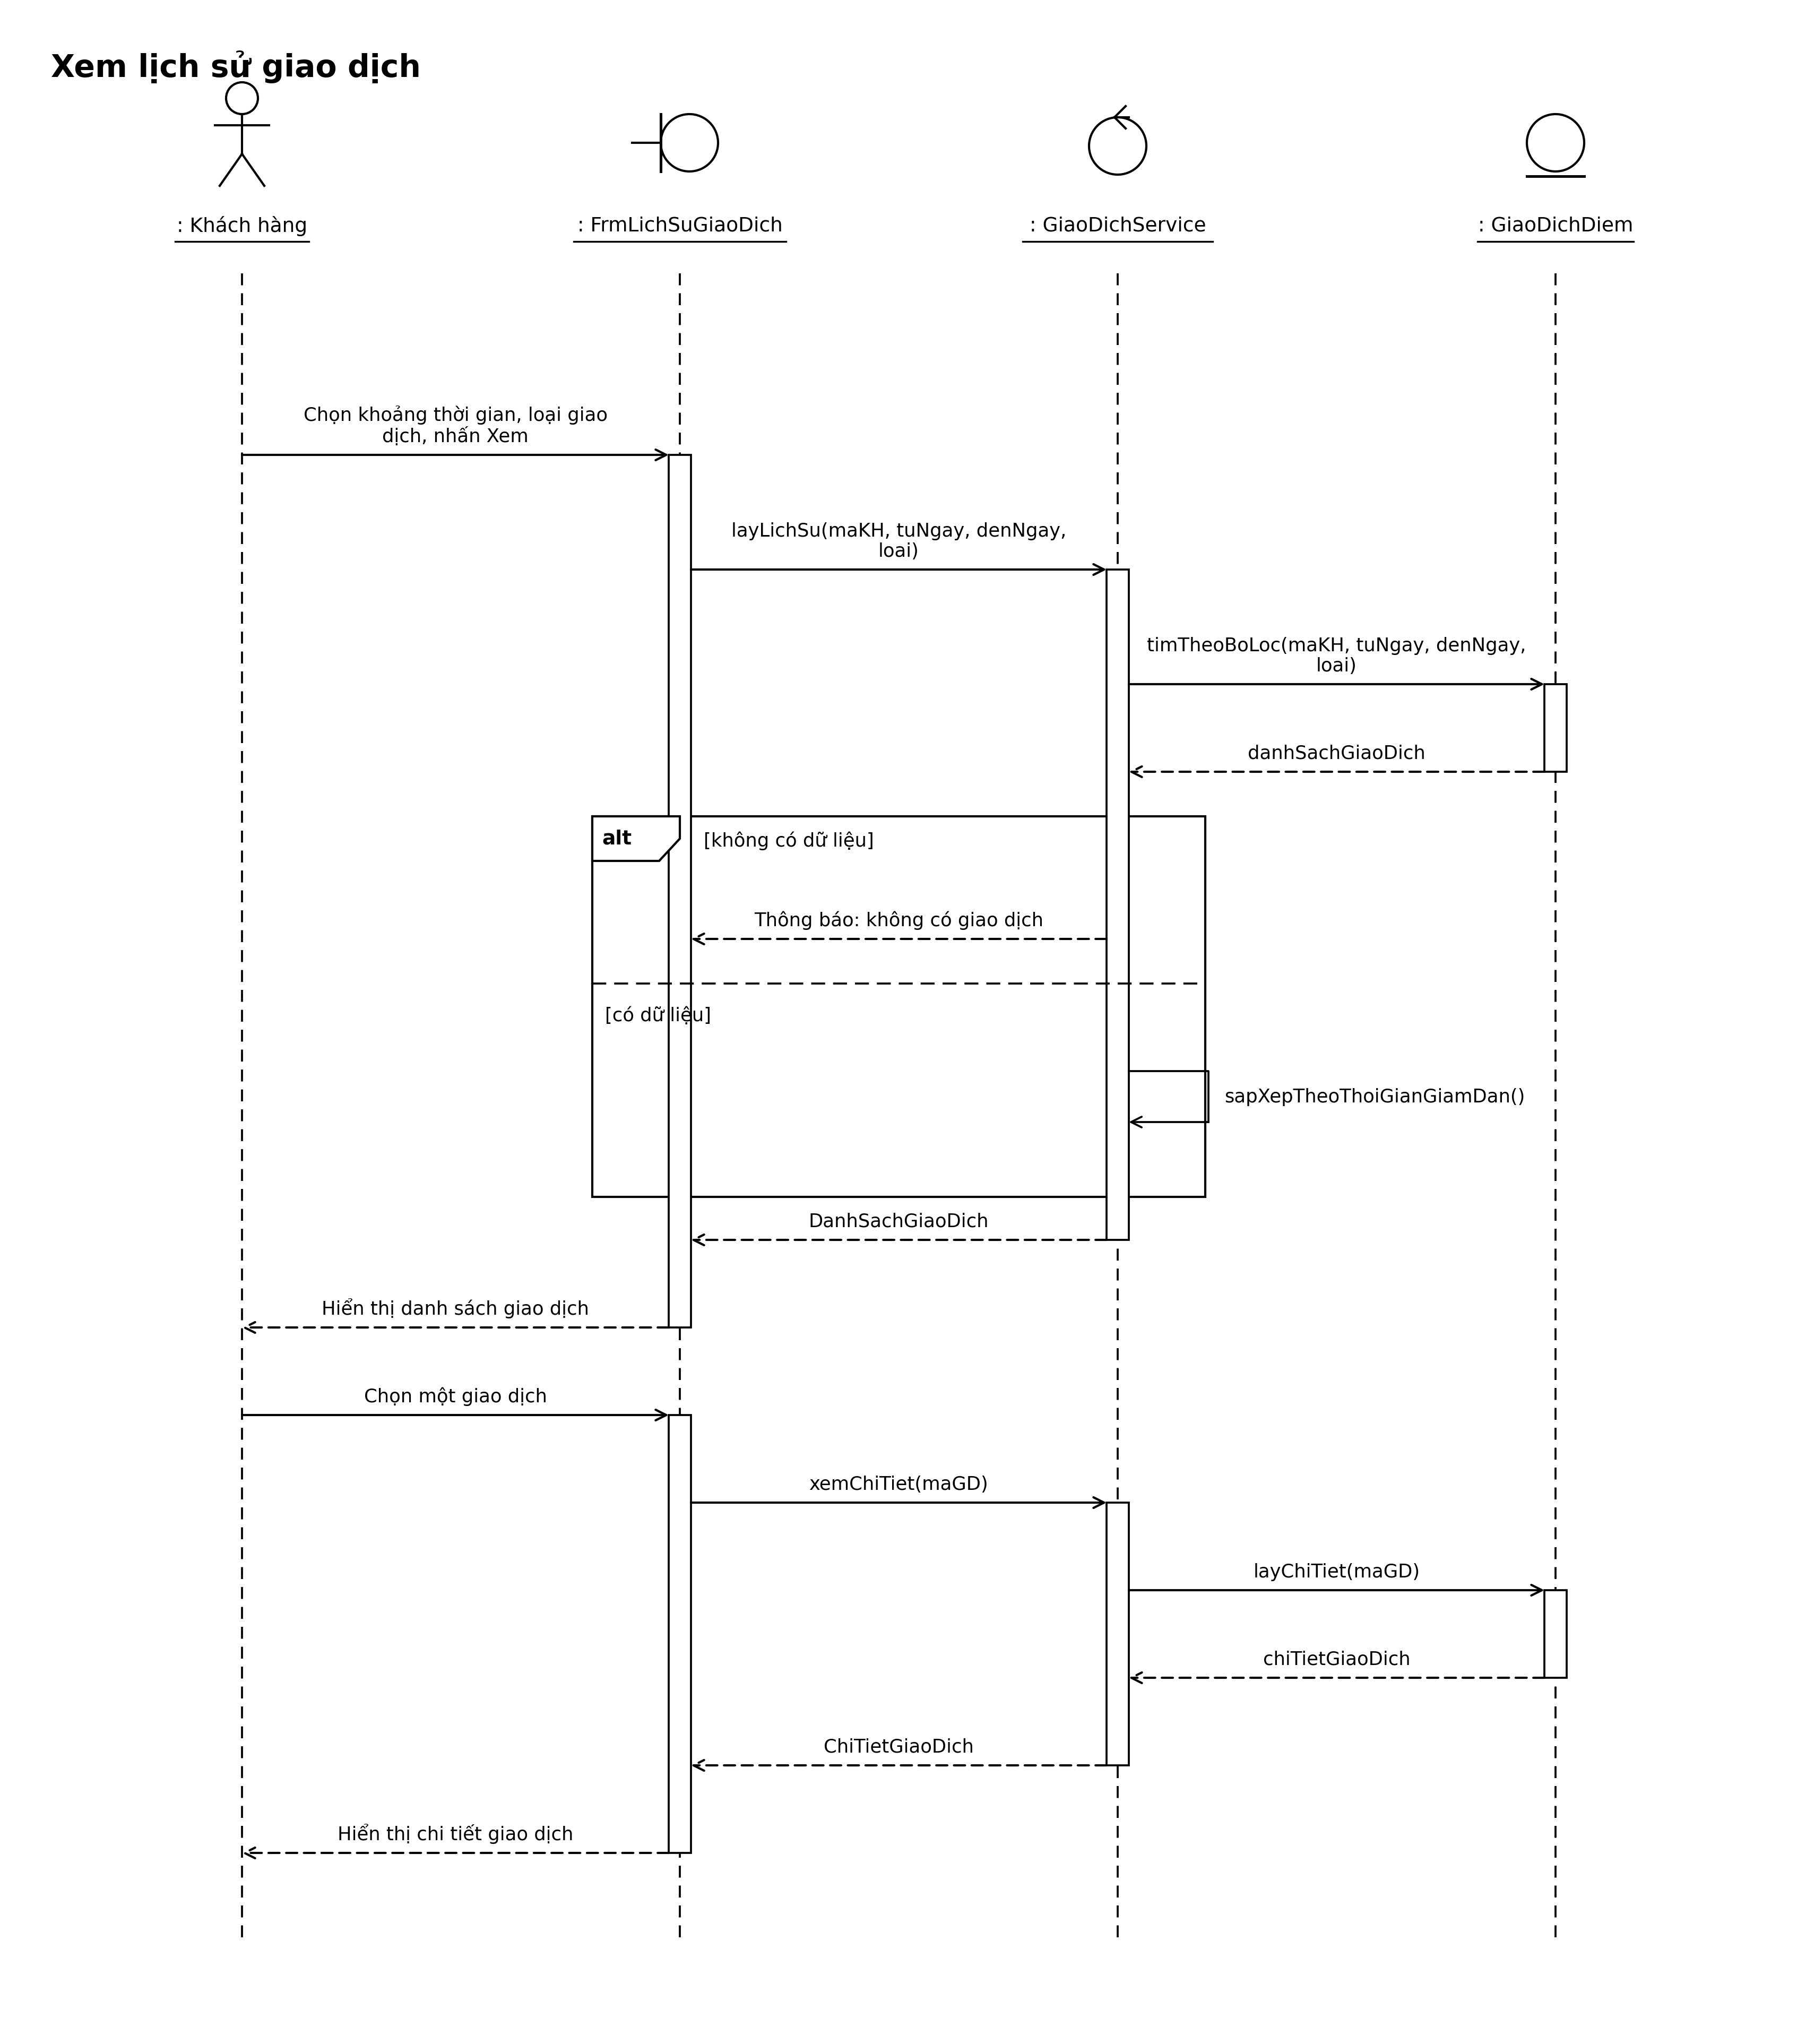 Xem lịch sử giao dịch
: Khách hàng
: FrmLichSuGiaoDich
: GiaoDichService
: GiaoDichDiem
Chọn khoảng thời gian, loại giao
dịch, nhấn Xem
layLichSu(maKH, tuNgay, denNgay,
loai)
timTheoBoLoc(maKH, tuNgay, denNgay,
loai)
danhSachGiaoDich
alt
[không có dữ liệu]
Thông báo: không có giao dịch
[có dữ liệu]
sapXepTheoThoiGianGiamDan()
DanhSachGiaoDich
Hiển thị danh sách giao dịch
Chọn một giao dịch
xemChiTiet(maGD)
layChiTiet(maGD)
chiTietGiaoDich
ChiTietGiaoDich
Hiển thị chi tiết giao dịch